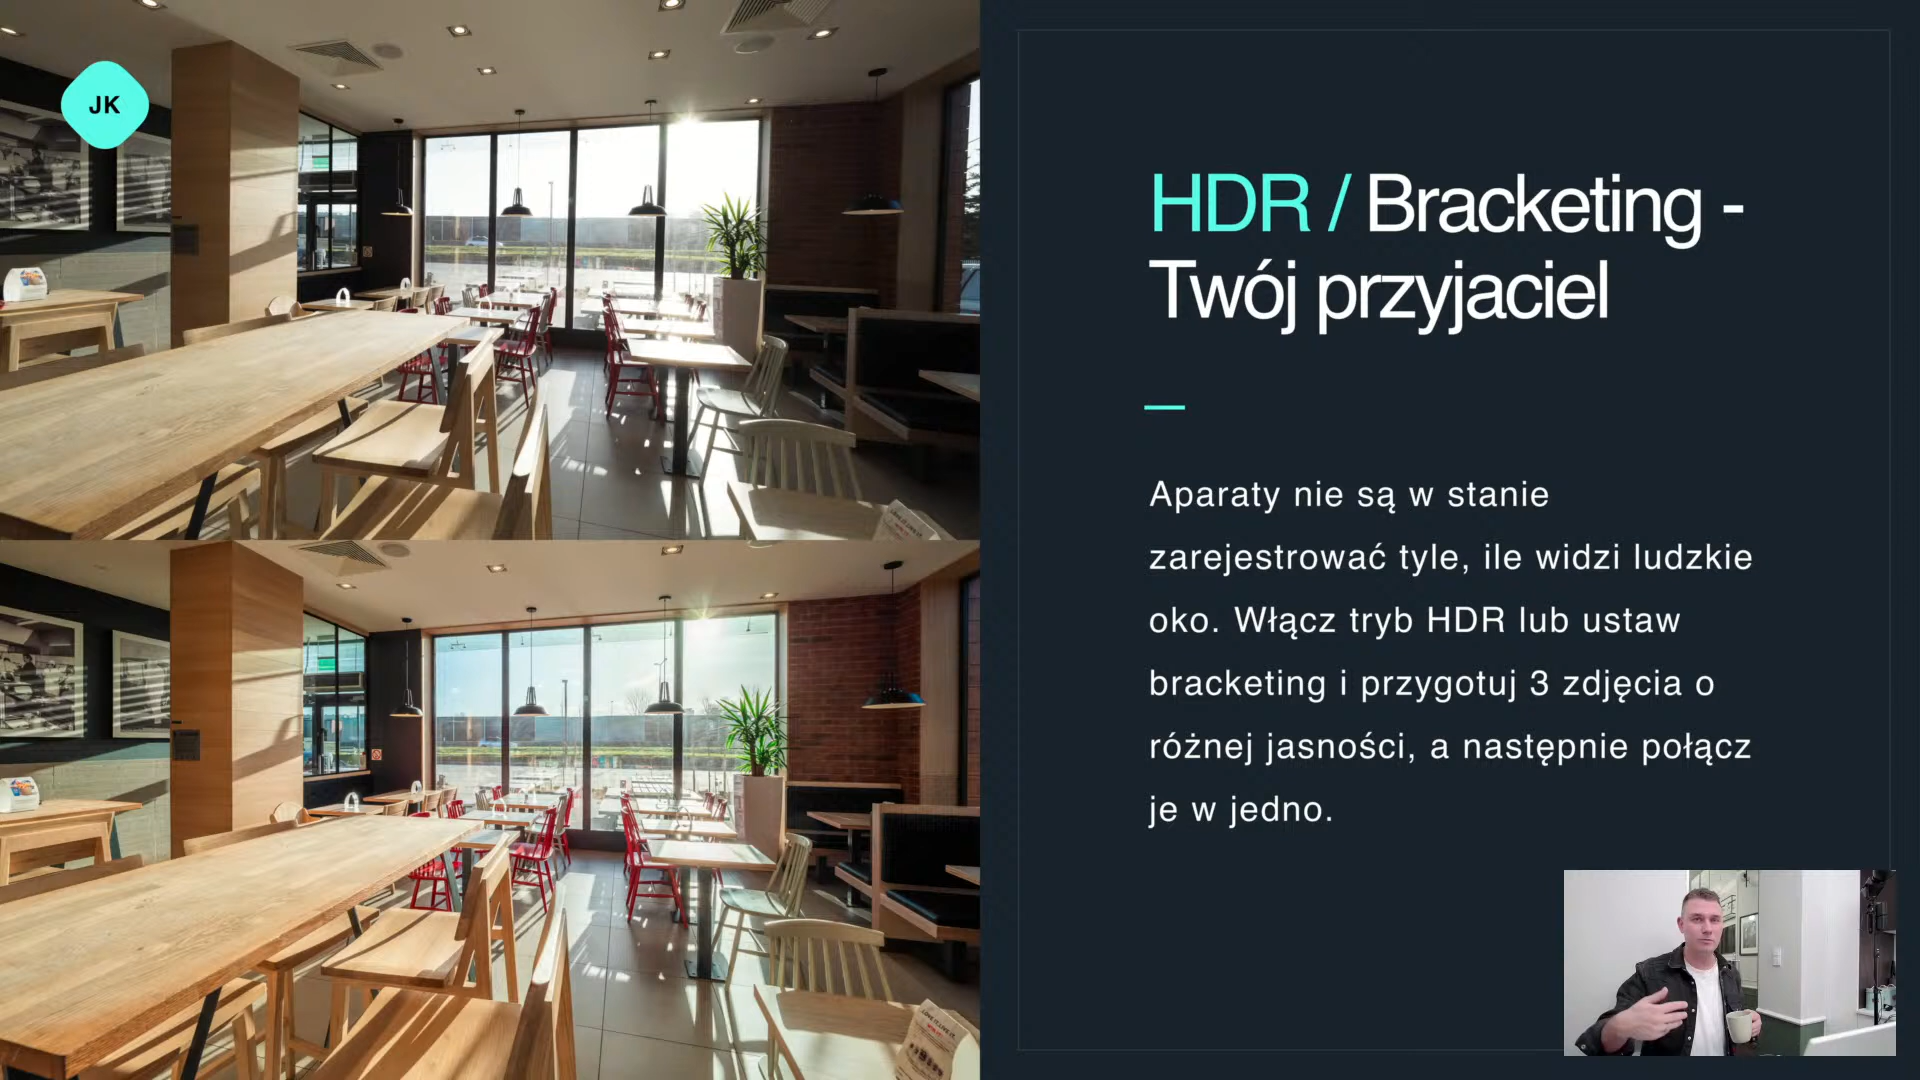 JK
HDR / Bracketing -
Twój przyjaciel
Aparaty nie są w stanie
zarejestrować tyle, ile widzi ludzkie
oko. Włącz tryb HDR lub ustaw
bracketing i przygotuj 3 zdjęcia o
różnej jasności, a następnie połącz
je w jedno.